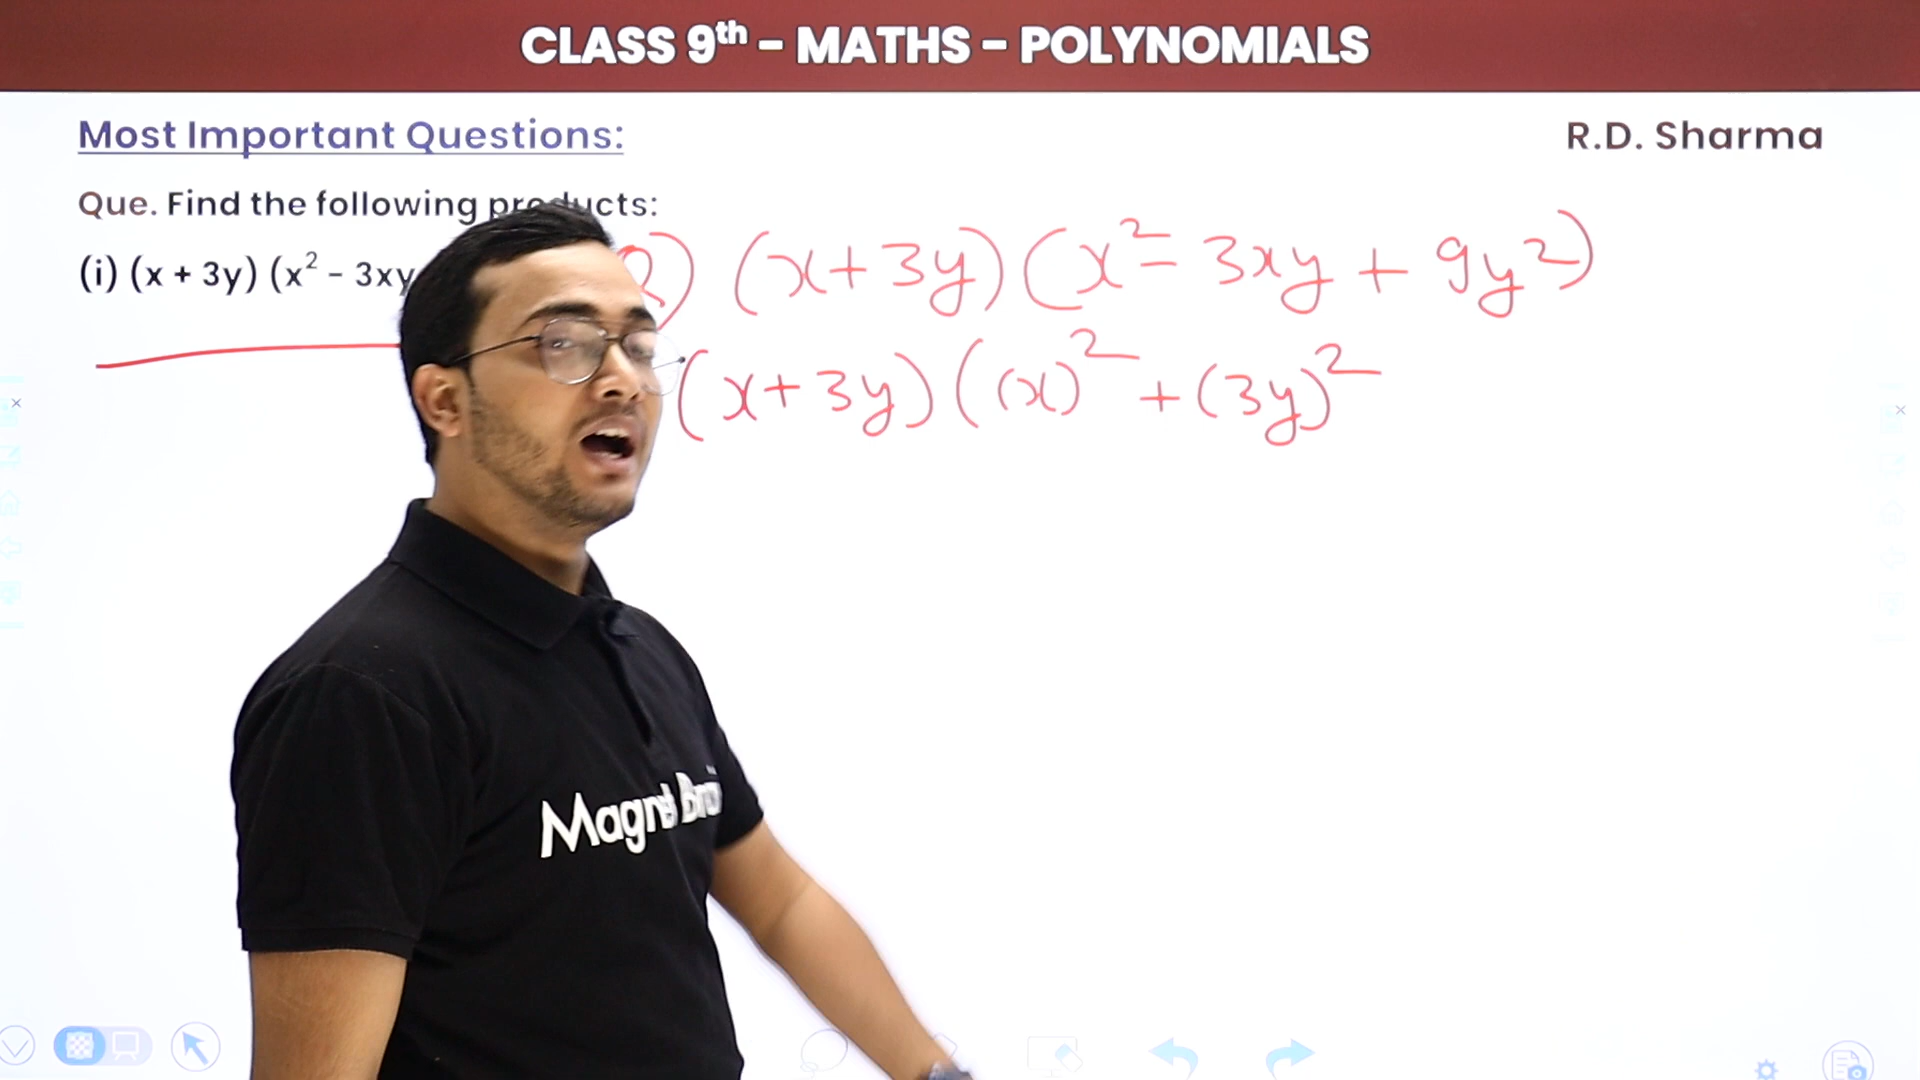 CLASS 9th - MATHS - POLYNOMIALS
Most Important Questions:
R.D. Sharma
Que. Find the following products:
(i) (x + 3y) (x² - 3xy
(x+3y)(x² - 3xy + 9y²)
(x+3y)((x)² + (3y)²
Magnet Brai